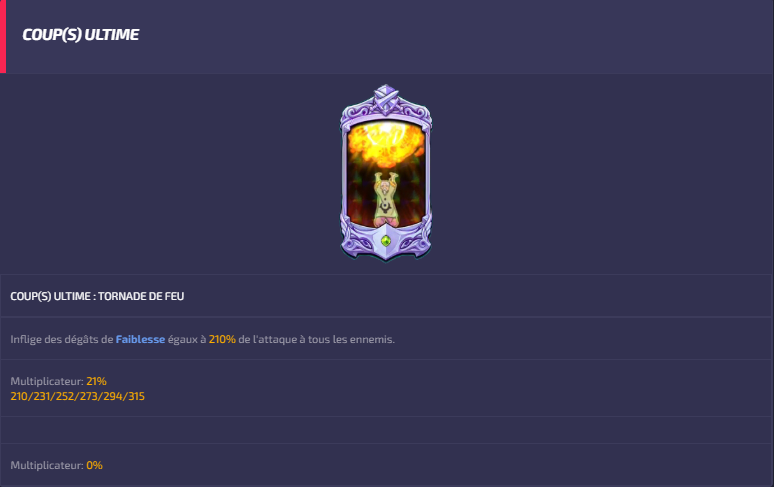 COUP(S) ULTIME
COUP(S) ULTIME : TORNADE DE FEU
Inflige des dégâts de Faiblesse égaux à 210% de l'attaque à tous les ennemis.
Multiplicateur: 21%
210/231/252/273/294/315
Multiplicateur: 0%